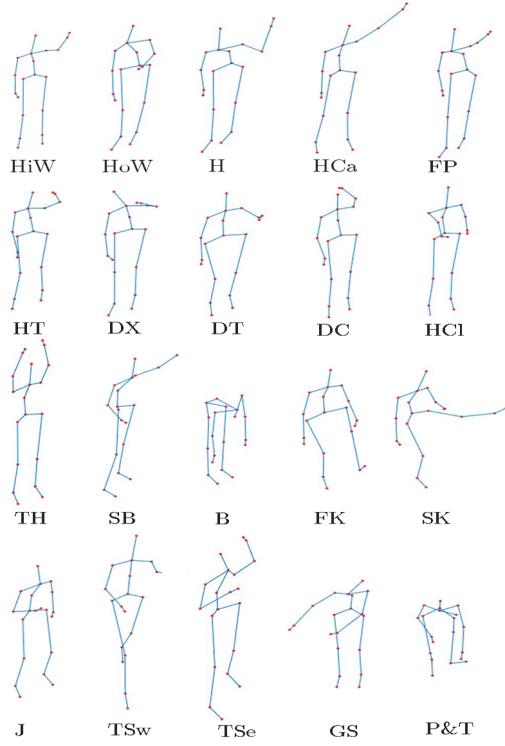 HiW HoW H HCa FP
HT DX DT DC HCl
TH SB B FK SK
J TSw TSe GS P&T